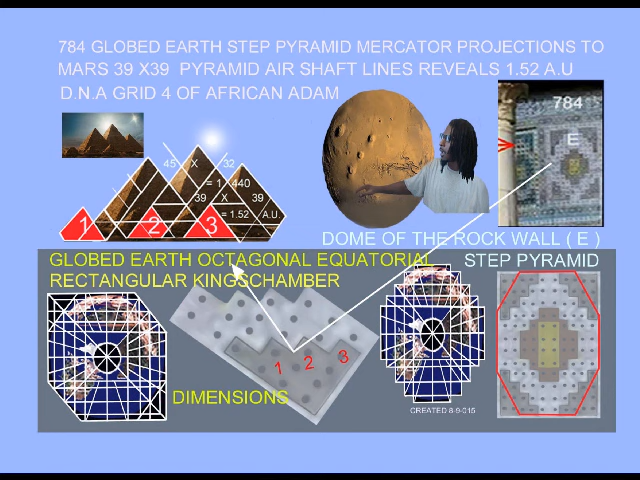 784 GLOBED EARTH STEP PYRAMID MERCATOR PROJECTIONS TO
MARS 39 X39 PYRAMID AIR SHAFT LINES REVEALS 1.52 A.U
D.N.A GRID 4 OF AFRICAN ADAM
784
E
45 X 32
= 1 440
39 X 39
= 1.52 A.U.
1 2 3
DOME OF THE ROCK WALL ( E )
STEP PYRAMID
GLOBED EARTH OCTAGONAL EQUATORIAL
RECTANGULAR KINGSCHAMBER
1 2 3
DIMENSIONS
CREATED 8-9-015